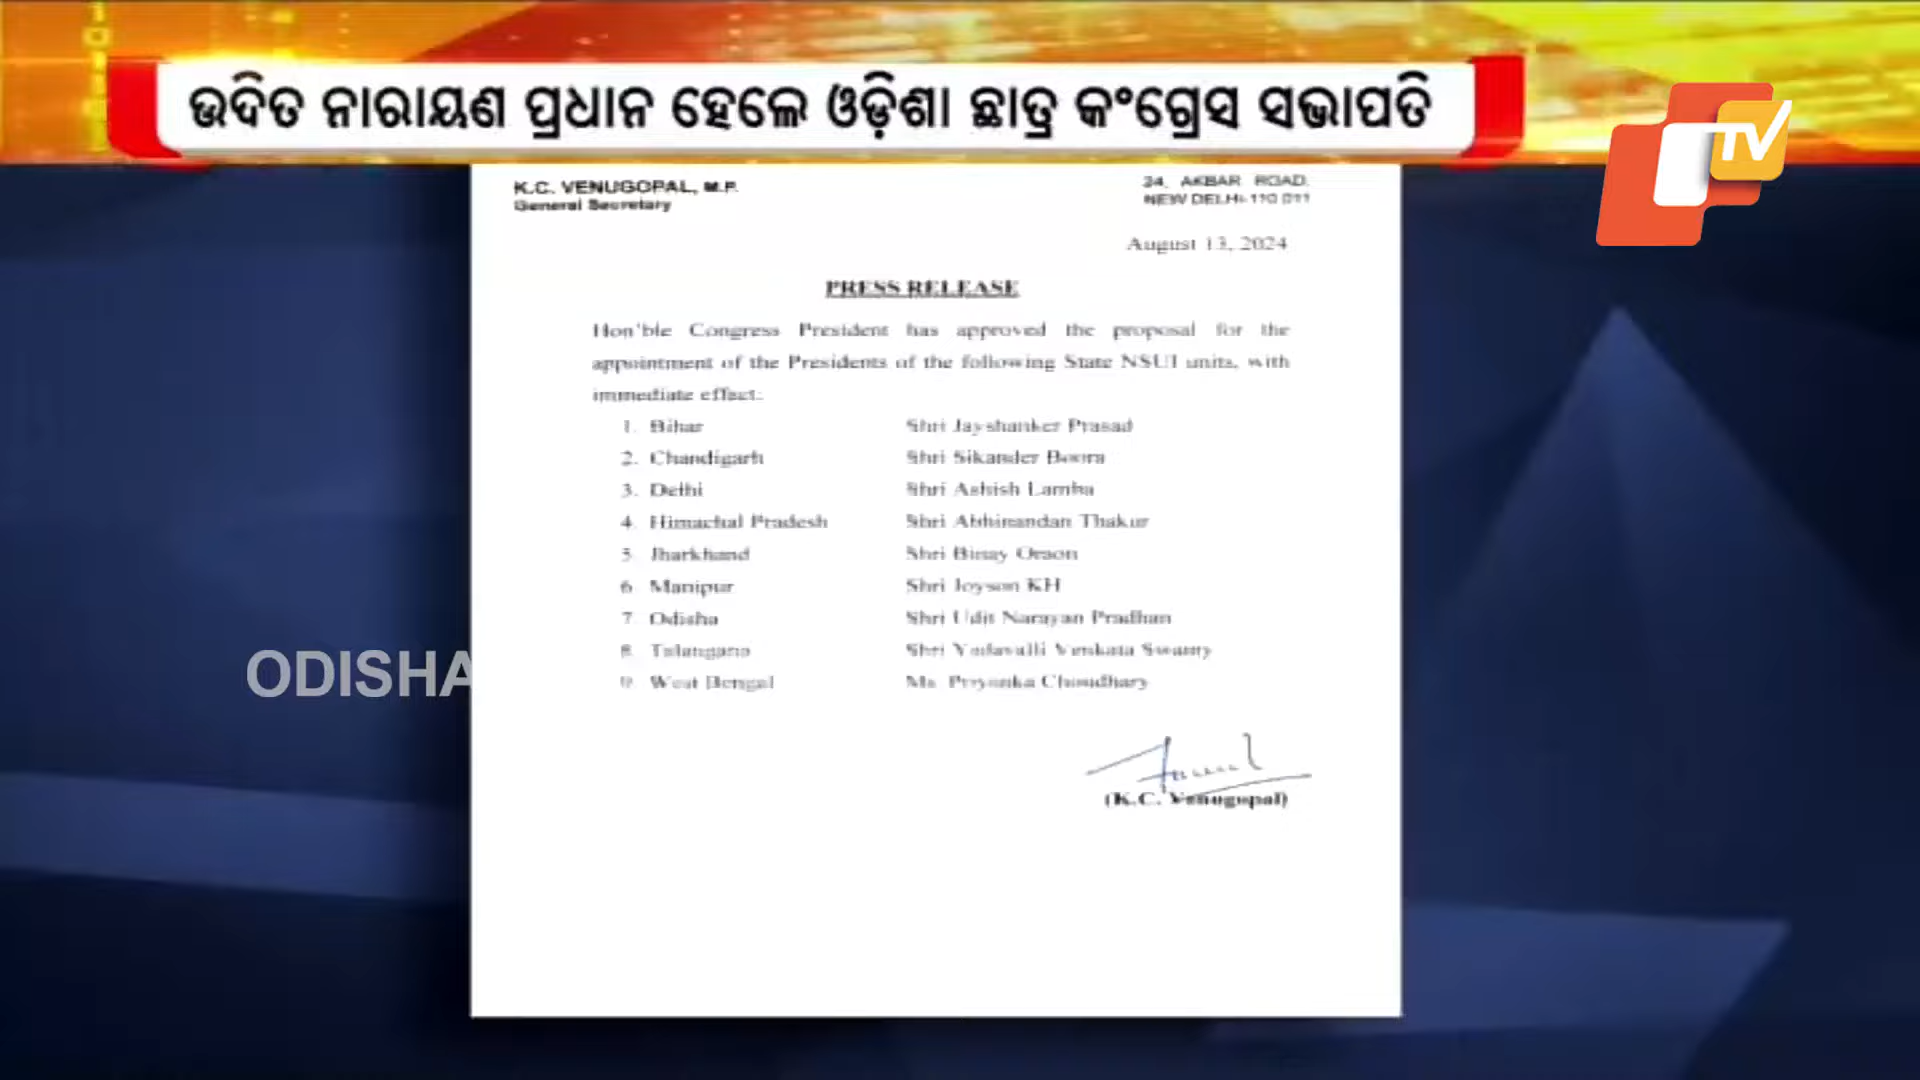 ଉଦିତ ନାରାୟଣ ପ୍ରଧାନ ହେଲେ ଓଡ଼ିଶା ଛାତ୍ର କଂଗ୍ରେସ ସଭାପତି
TV
K.C. VENUGOPAL, M.P.
General Secretary
24, AKBAR ROAD,
NEW DELHI-110 011
August 13, 2024
PRESS RELEASE
Hon'ble Congress President has approved the proposal for the
appointment of the Presidents of the following State NSUI units, with
immediate effect:
1. Bihar Shri Jayshanker Prasad
2. Chandigarh Shri Sikander Boora
3. Delhi Shri Ashish Lamba
4. Himachal Pradesh Shri Abhinandan Thakur
5. Jharkhand Shri Binay Oraon
6. Manipur Shri Joyson KH
7. Odisha Shri Udit Narayan Pradhan
8. Telangana Shri Yadavalli Venkata Swamy
9. West Bengal Ms. Priyanka Choudhary
(K.C. Venugopal)
ODISHA